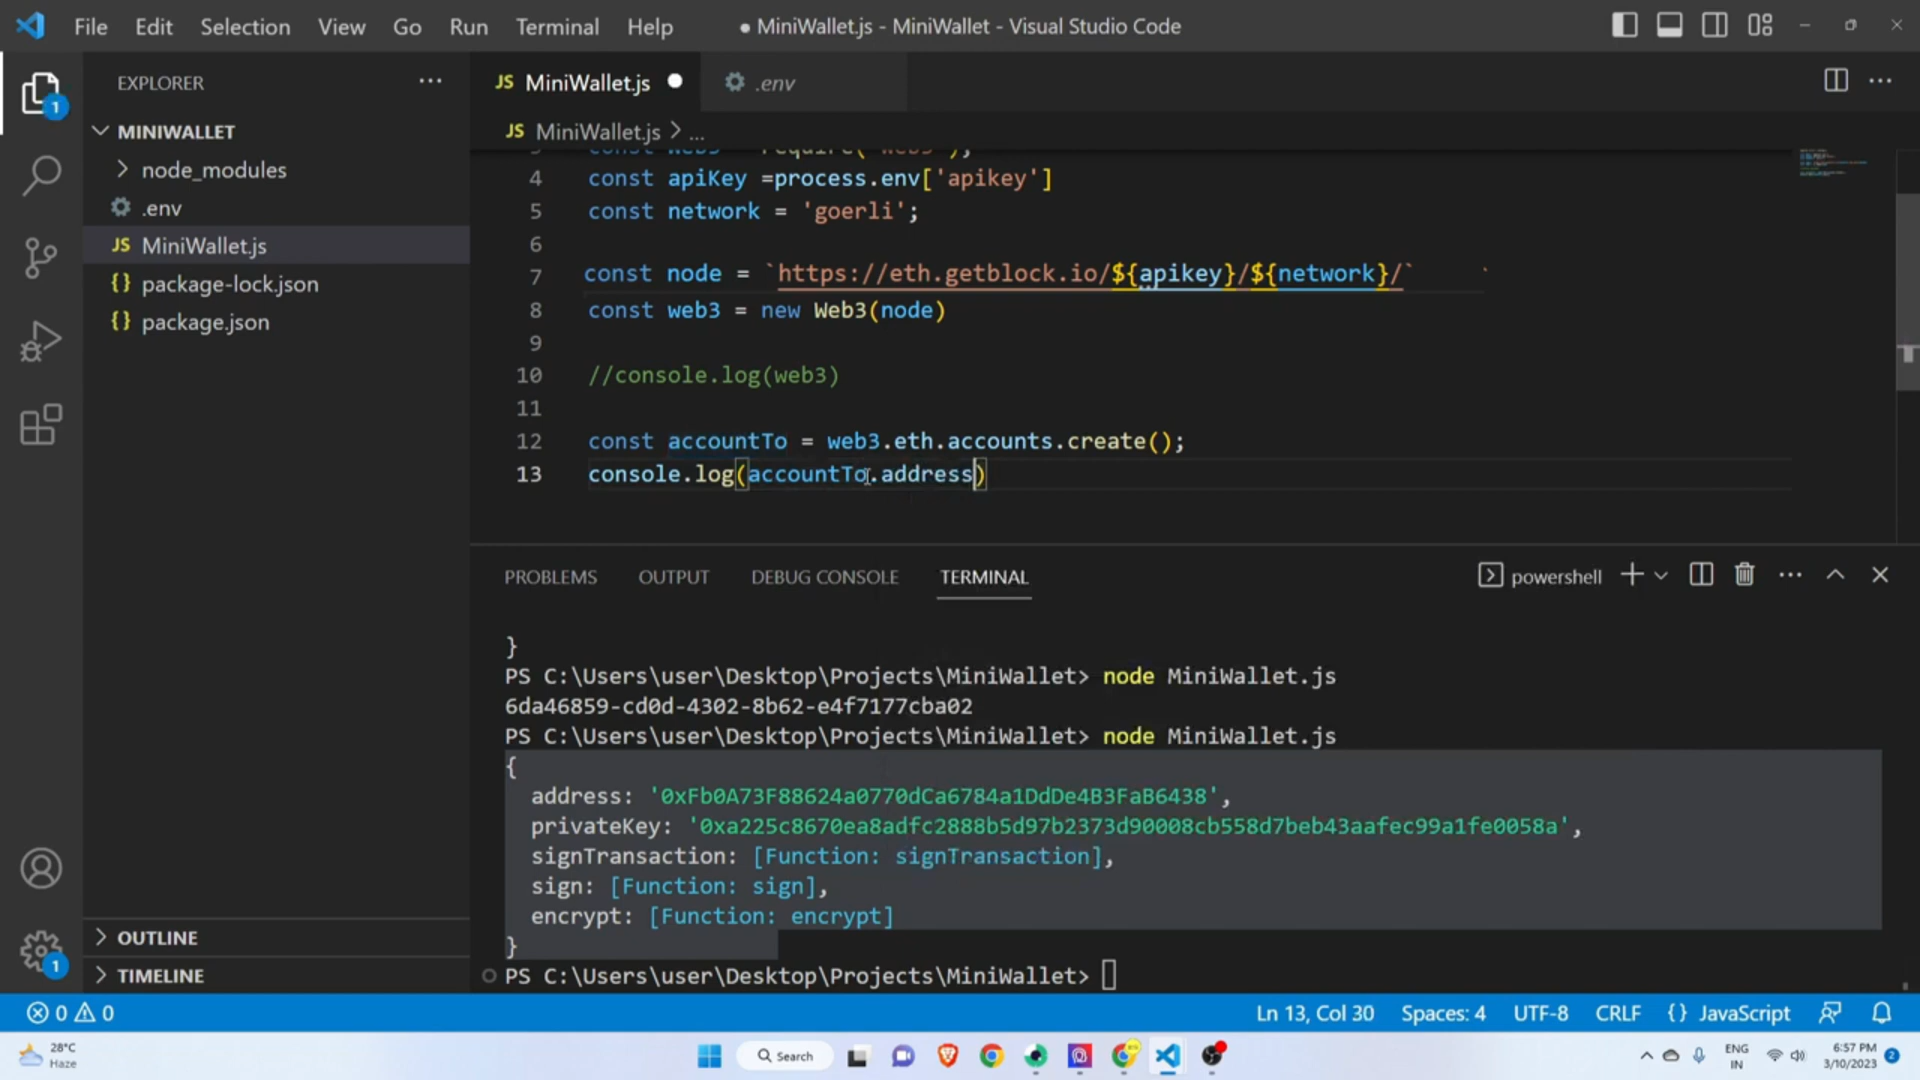 File Edit Selection View Go Run Terminal Help
● MiniWallet.js - MiniWallet - Visual Studio Code
EXPLORER ...
1
MINIWALLET
node_modules
.env
JS MiniWallet.js
{} package-lock.json
{} package.json
OUTLINE
TIMELINE
1
JS MiniWallet.js ●
.env
JS MiniWallet.js > ...
4 const apiKey =process.env['apikey']
5 const network = 'goerli';
6
7 const node = `https://eth.getblock.io/${apikey}/${network}/` `
8 const web3 = new Web3(node)
9
10 //console.log(web3)
11
12 const accountTo = web3.eth.accounts.create();
13 console.log(accountTo.address)
PROBLEMS OUTPUT DEBUG CONSOLE TERMINAL
powershell
}
PS C:\Users\user\Desktop\Projects\MiniWallet> node MiniWallet.js
6da46859-cd0d-4302-8b62-e4f7177cba02
PS C:\Users\user\Desktop\Projects\MiniWallet> node MiniWallet.js
{
address: '0xFb0A73F88624a0770dCa6784a1DdDe4B3FaB6438',
privateKey: '0xa225c8670ea8adfc2888b5d97b2373d90008cb558d7beb43aafec99a1fe0058a',
signTransaction: [Function: signTransaction],
sign: [Function: sign],
encrypt: [Function: encrypt]
}
PS C:\Users\user\Desktop\Projects\MiniWallet>
0 0
Ln 13, Col 30 Spaces: 4 UTF-8 CRLF {} JavaScript
28°C
Haze
Search
ENG
IN
6:57 PM
3/10/2023
2